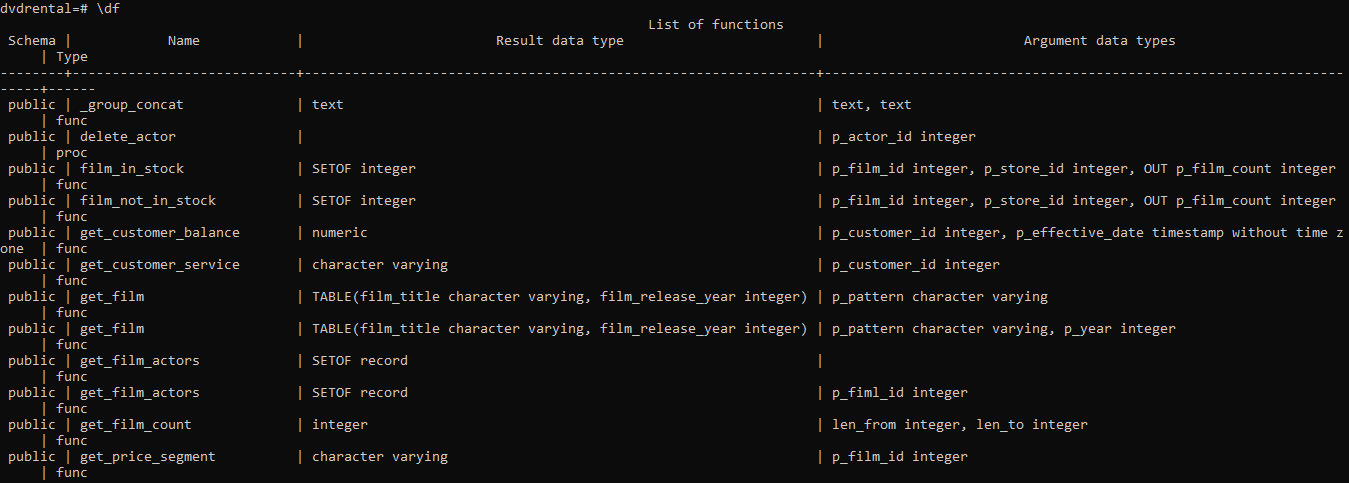 dvdrental=# \df
List of functions
Schema | Name | Result data type | Argument data types
| Type
--------+----------------------------+----------------------------------------------------------------+------------------------------------------------------------------
-----+------
public | _group_concat | text | text, text
| func
public | delete_actor | | p_actor_id integer
| proc
public | film_in_stock | SETOF integer | p_film_id integer, p_store_id integer, OUT p_film_count integer
| func
public | film_not_in_stock | SETOF integer | p_film_id integer, p_store_id integer, OUT p_film_count integer
| func
public | get_customer_balance | numeric | p_customer_id integer, p_effective_date timestamp without time z
one | func
public | get_customer_service | character varying | p_customer_id integer
| func
public | get_film | TABLE(film_title character varying, film_release_year integer) | p_pattern character varying
| func
public | get_film | TABLE(film_title character varying, film_release_year integer) | p_pattern character varying, p_year integer
| func
public | get_film_actors | SETOF record |
| func
public | get_film_actors | SETOF record | p_fiml_id integer
| func
public | get_film_count | integer | len_from integer, len_to integer
| func
public | get_price_segment | character varying | p_film_id integer
| func